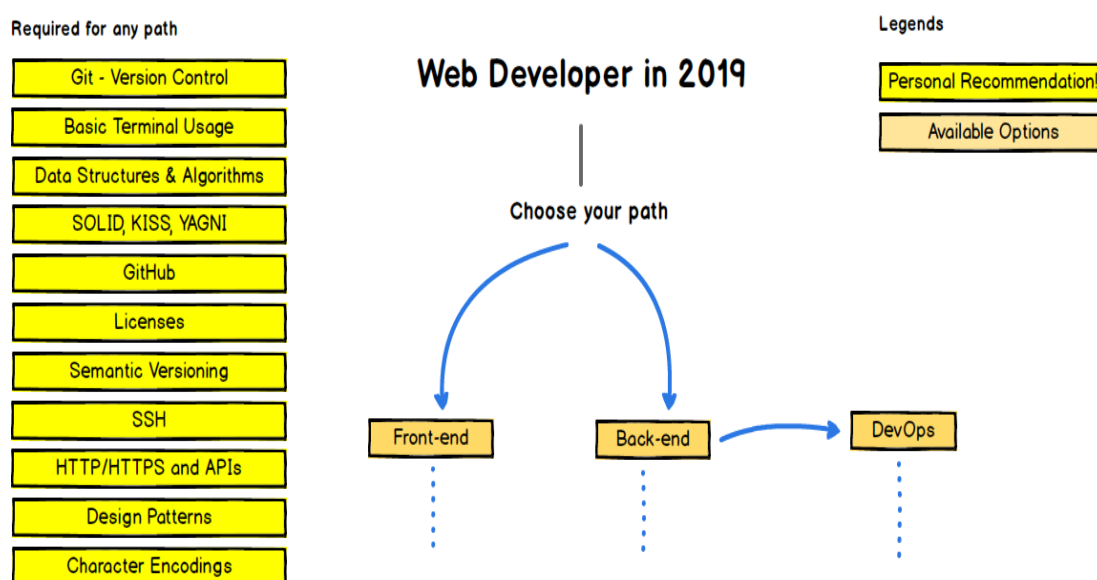 Required for any path
Git - Version Control
Basic Terminal Usage
Data Structures & Algorithms
SOLID, KISS, YAGNI
GitHub
Licenses
Semantic Versioning
SSH
HTTP/HTTPS and APIs
Design Patterns
Character Encodings
Web Developer in 2019
Choose your path
Front-end
Back-end
DevOps
Legends
Personal Recommendation!
Available Options